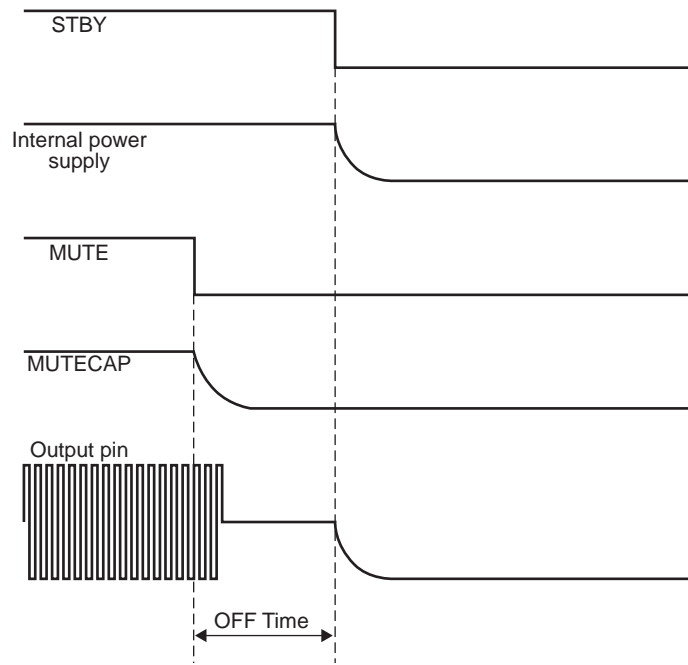 STBY
Internal power
supply
MUTE
MUTECAP
Output pin
OFF Time